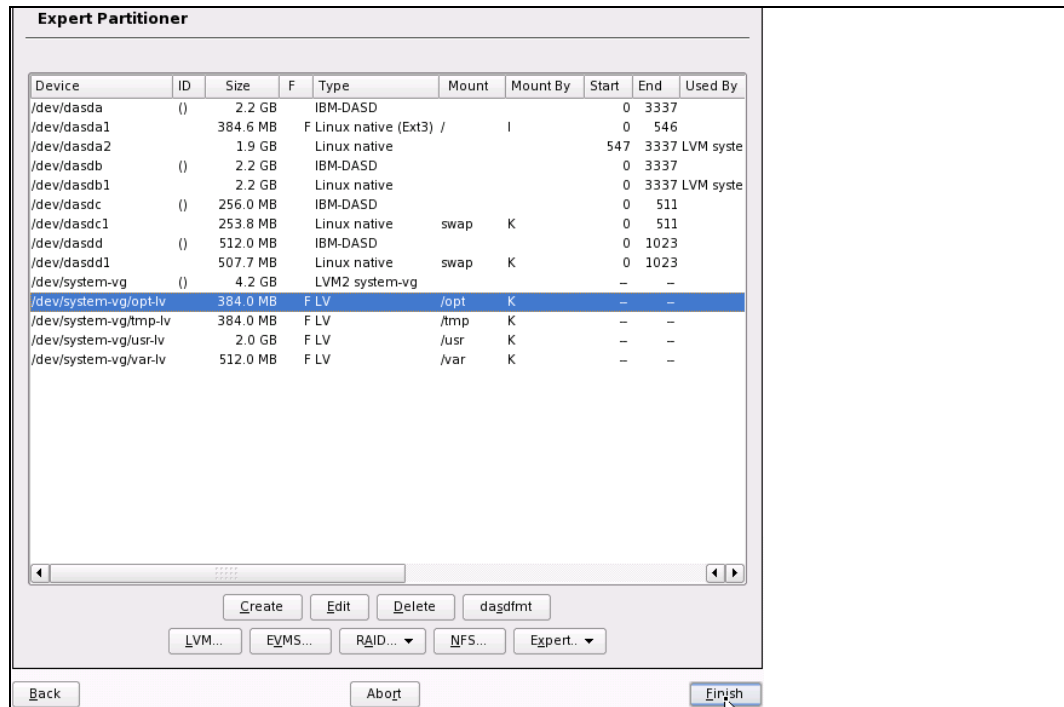 Expert Partitioner
Device ID Size F Type Mount Mount By Start End Used By
/dev/dasda () 2.2 GB IBM-DASD 0 3337
/dev/dasda1 384.6 MB F Linux native (Ext3) / I 0 546
/dev/dasda2 1.9 GB Linux native 547 3337 LVM syste
/dev/dasdb () 2.2 GB IBM-DASD 0 3337
/dev/dasdb1 2.2 GB Linux native 0 3337 LVM syste
/dev/dasdc () 256.0 MB IBM-DASD 0 511
/dev/dasdc1 253.8 MB Linux native swap K 0 511
/dev/dasdd () 512.0 MB IBM-DASD 0 1023
/dev/dasdd1 507.7 MB Linux native swap K 0 1023
/dev/system-vg () 4.2 GB LVM2 system-vg -- --
/dev/system-vg/opt-lv 384.0 MB F LV /opt K -- --
/dev/system-vg/tmp-lv 384.0 MB F LV /tmp K -- --
/dev/system-vg/usr-lv 2.0 GB F LV /usr K -- --
/dev/system-vg/var-lv 512.0 MB F LV /var K -- --
Create Edit Delete dasdfmt
LVM... EVMS... RAID... NFS... Expert..
Back Abort Finish